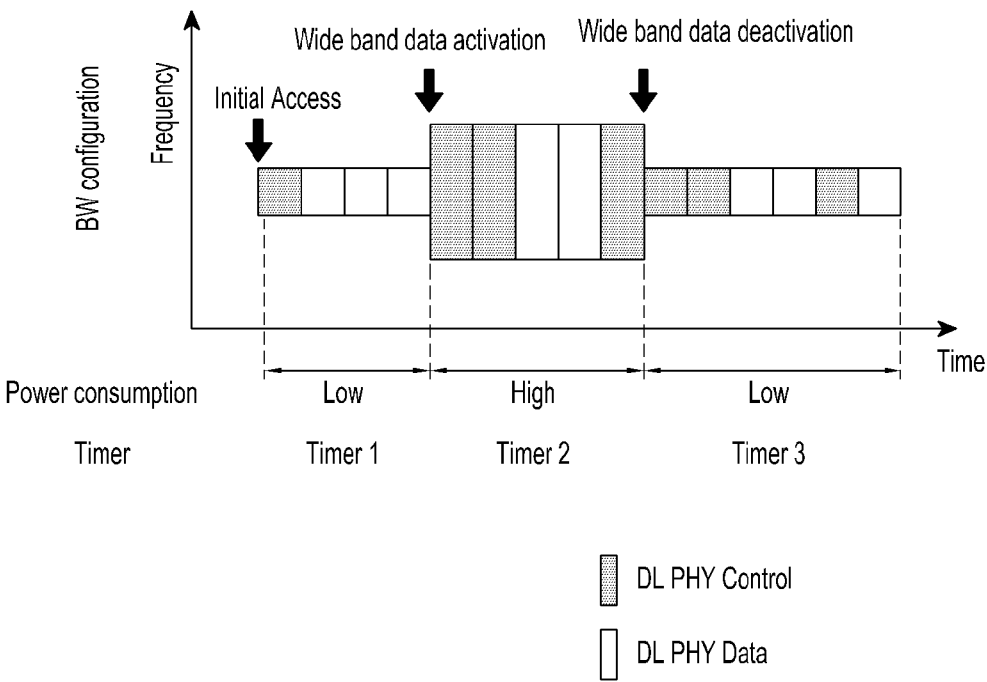 Wide band data activation
Wide band data deactivation
Initial Access
BW configuration
Frequency
Time
Power consumption
Low
High
Low
Timer
Timer 1
Timer 2
Timer 3
DL PHY Control
DL PHY Data